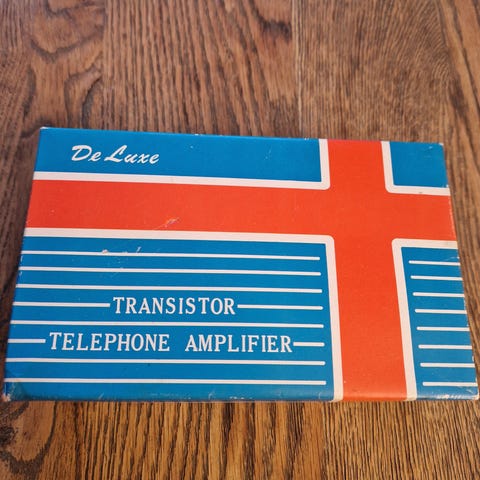 De Luxe
TRANSISTOR
TELEPHONE AMPLIFIER